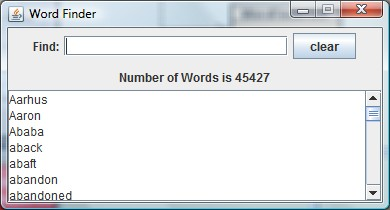 Word Finder
Find: clear
Number of Words is 45427
Aarhus
Aaron
Ababa
aback
abaft
abandon
abandoned